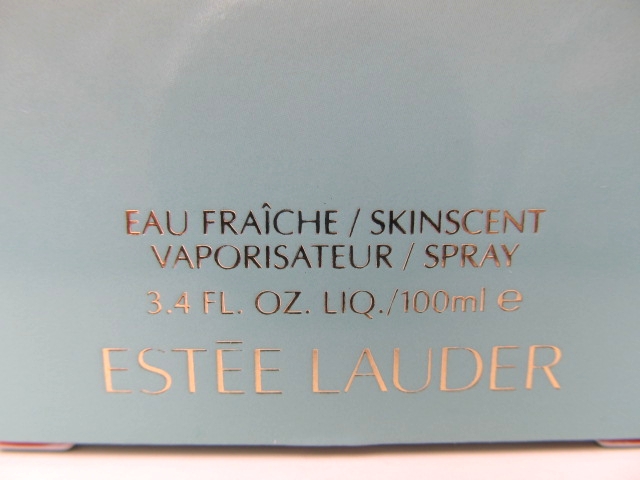 EAU FRAÎCHE / SKINSCENT
VAPORISATEUR / SPRAY
3.4 FL. OZ. LIQ./100ml ℮
ESTĒE LAUDER